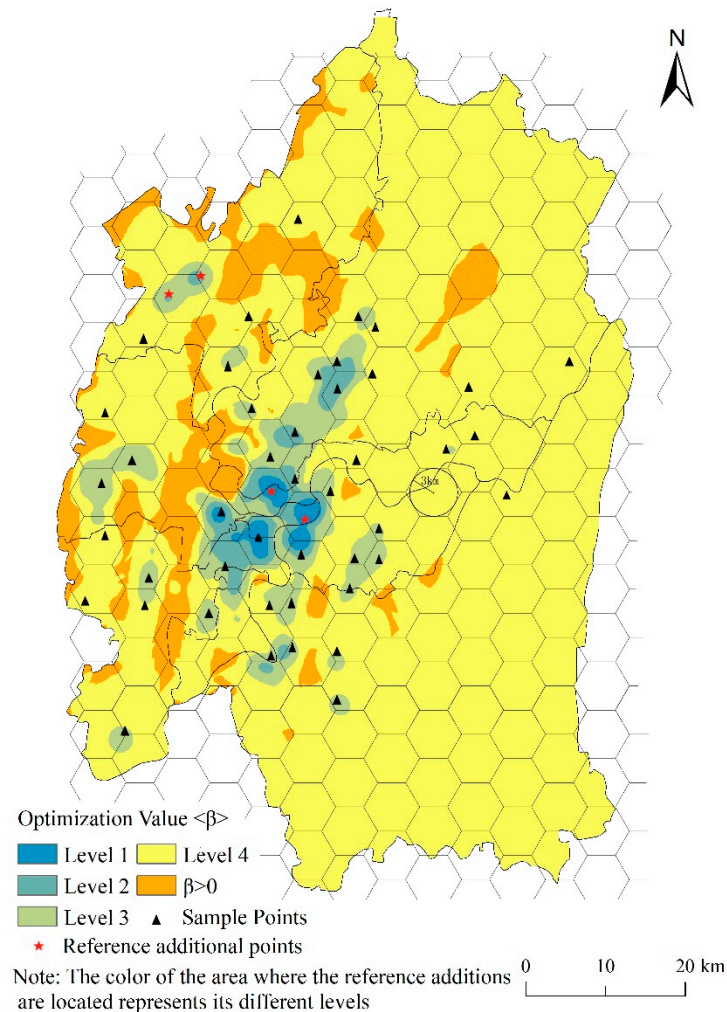 N
3km
Optimization Value <β>
Level 1 Level 4
Level 2 β>0
Level 3 Sample Points
Reference additional points
Note: The color of the area where the reference additions
are located represents its different levels
0 10 20 km